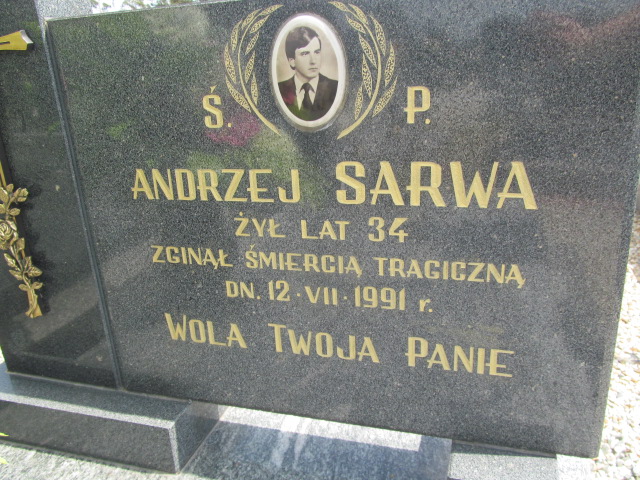 Ś. P.
ANDRZEJ SARWA
ŻYŁ LAT 34
ZGINĄŁ ŚMIERCIĄ TRAGICZNĄ
DN. 12·VII·1991 r.
WOLA TWOJA PANIE